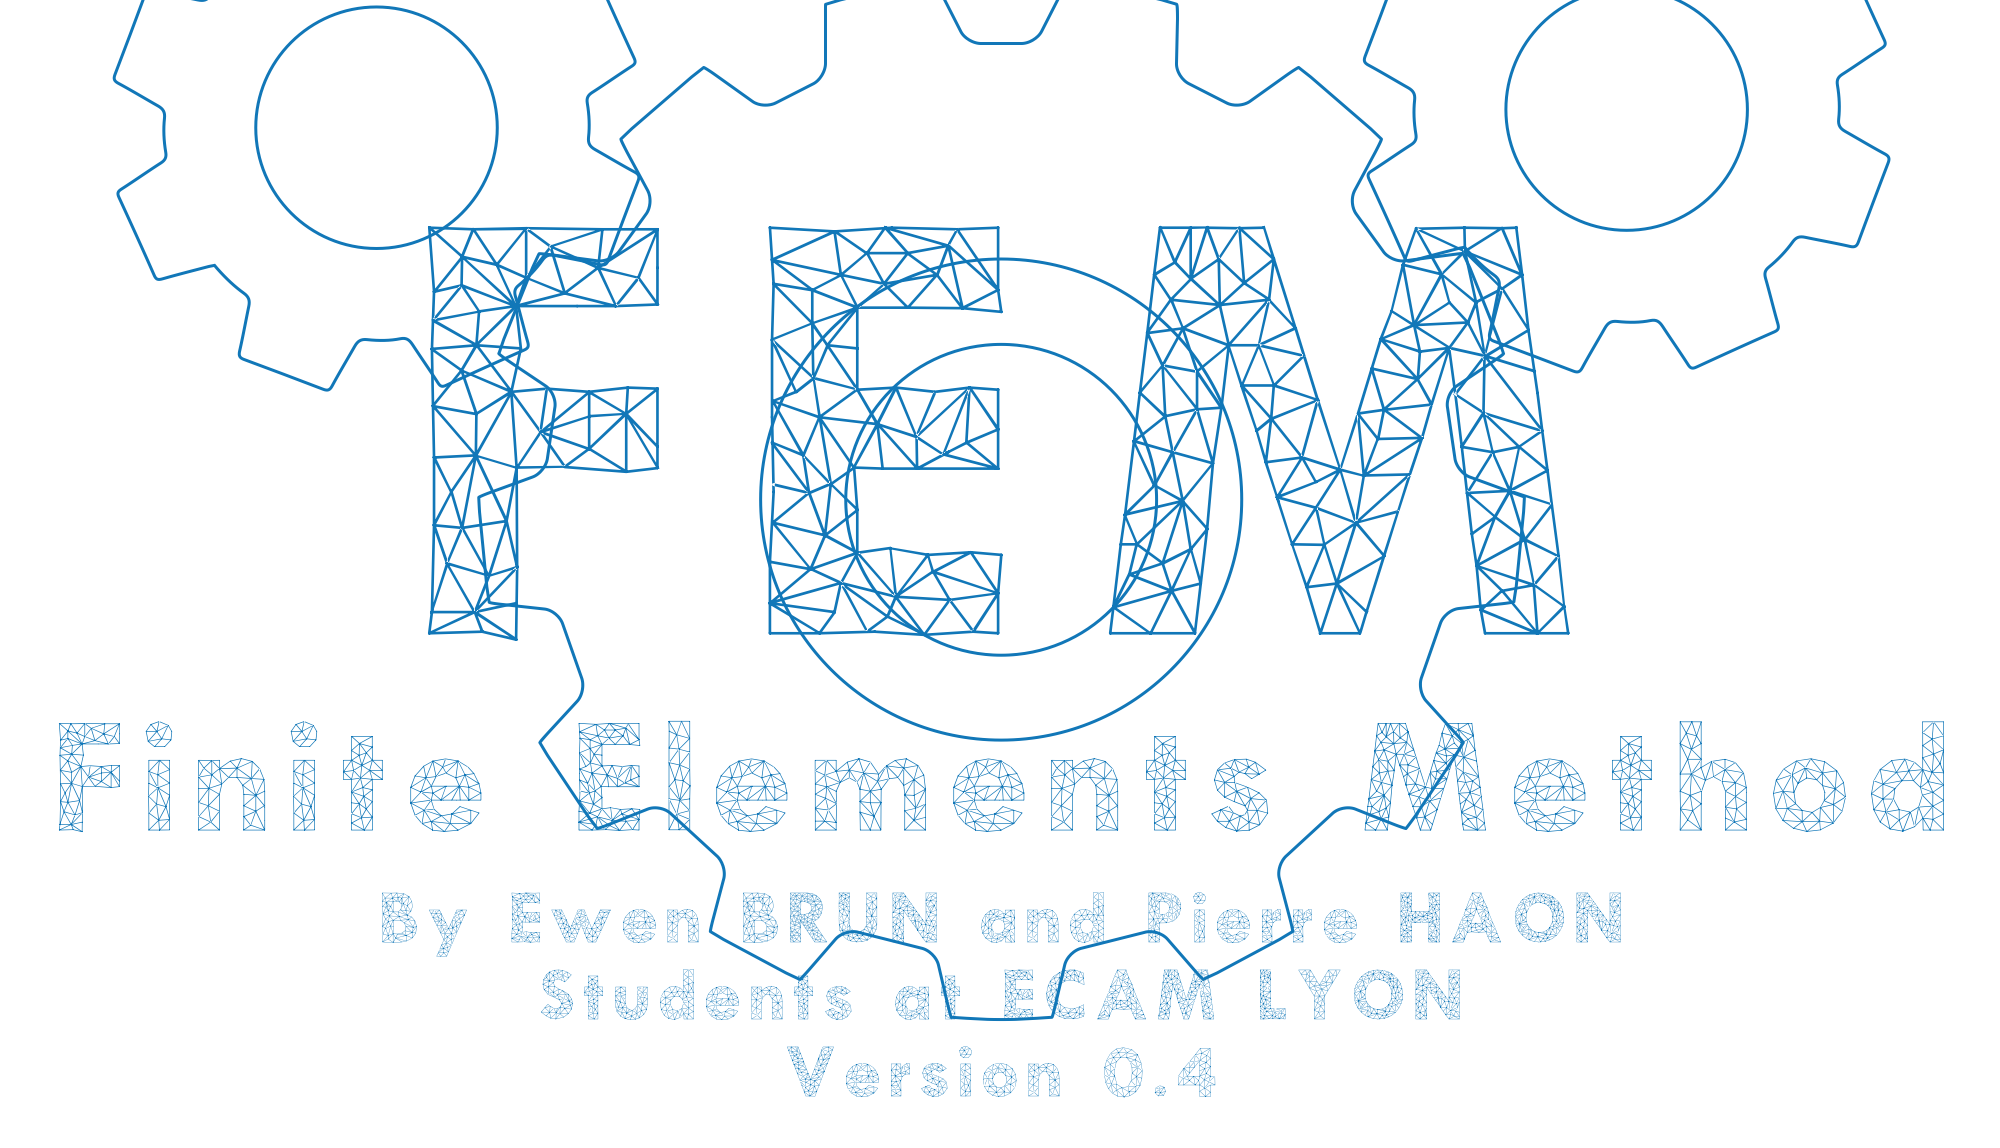 FEM
Finite Elements Method
By Ewen BRUN and Pierre HAON
Students at ECAM LYON
Version 0.4